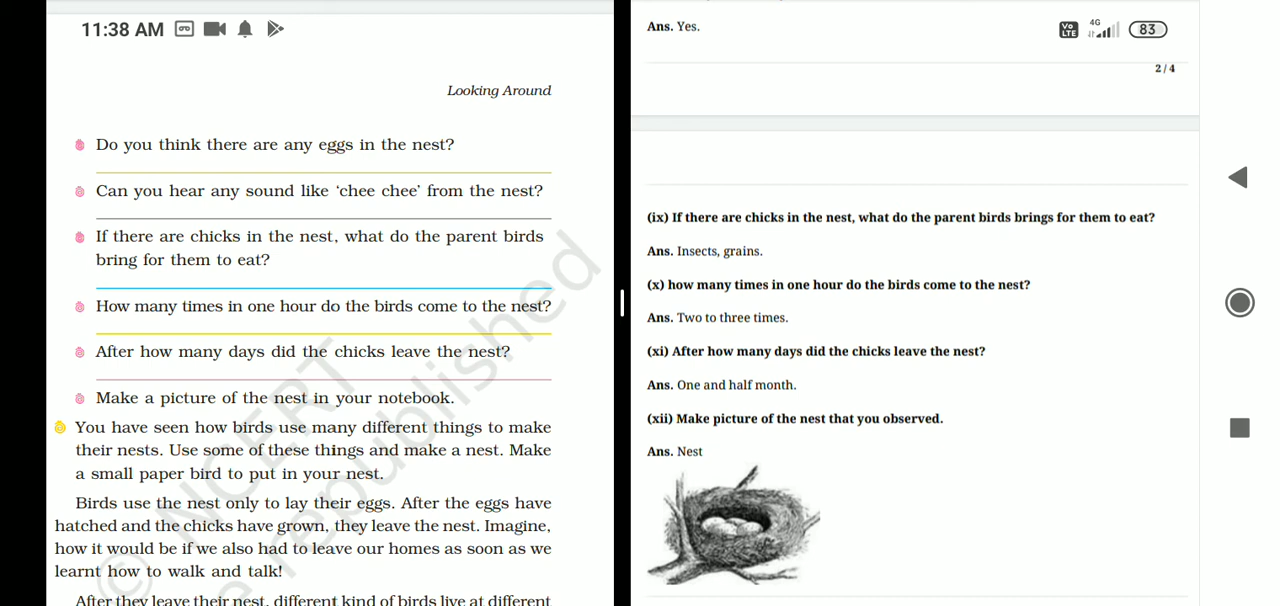 11:38 AM
Looking Around
Do you think there are any eggs in the nest?
Can you hear any sound like ‘chee chee’ from the nest?
If there are chicks in the nest, what do the parent birds
bring for them to eat?
How many times in one hour do the birds come to the nest?
After how many days did the chicks leave the nest?
Make a picture of the nest in your notebook.
You have seen how birds use many different things to make
their nests. Use some of these things and make a nest. Make
a small paper bird to put in your nest.
Birds use the nest only to lay their eggs. After the eggs have
hatched and the chicks have grown, they leave the nest. Imagine,
how it would be if we also had to leave our homes as soon as we
learnt how to walk and talk!
After they leave their nest, different kind of birds live at different
© NCERT
be republished
Ans. Yes.
Vo LTE
4G
83
2 / 4
(ix) If there are chicks in the nest, what do the parent birds brings for them to eat?
Ans. Insects, grains.
(x) how many times in one hour do the birds come to the nest?
Ans. Two to three times.
(xi) After how many days did the chicks leave the nest?
Ans. One and half month.
(xii) Make picture of the nest that you observed.
Ans. Nest